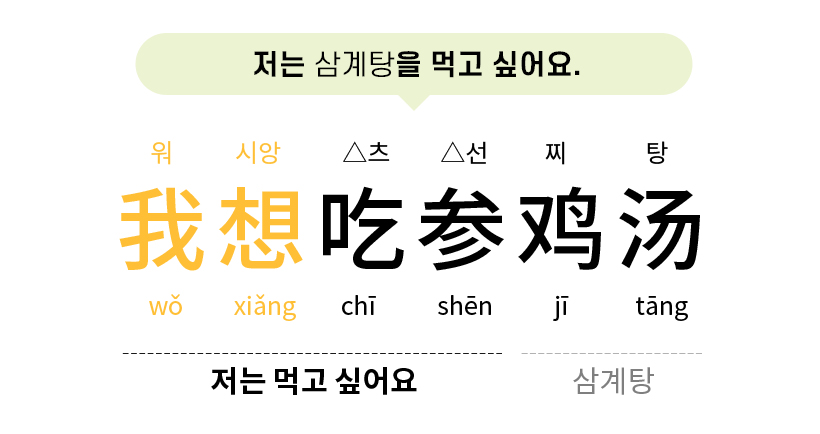 저는 삼계탕을 먹고 싶어요.
워 시앙 △츠 △선 찌 탕
我想吃参鸡汤
wǒ xiǎng chī shēn jī tāng
저는 먹고 싶어요 삼계탕